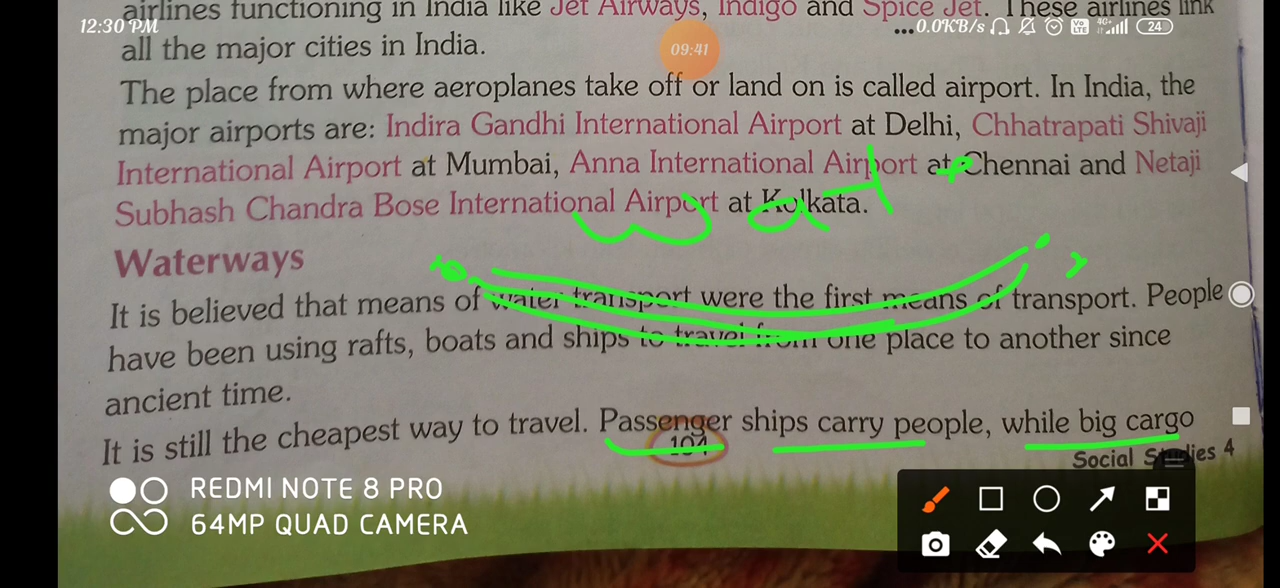 airlines functioning in India like Jet Airways, Indigo and Spice Jet. These airlines link
12:30 PM
...0.0KB/s
Vo LTE
4G+
24
all the major cities in India.
09:41
The place from where aeroplanes take off or land on is called airport. In India, the
major airports are: Indira Gandhi International Airport at Delhi, Chhatrapati Shivaji
International Airport at Mumbai, Anna International Airport at Chennai and Netaji
Subhash Chandra Bose International Airport at Kolkata.
Waterways
It is believed that means of water transport were the first means of transport. People
have been using rafts, boats and ships to travel from one place to another since
ancient time.
It is still the cheapest way to travel. Passenger ships carry people, while big cargo
104
Social Studies 4
REDMI NOTE 8 PRO
64MP QUAD CAMERA